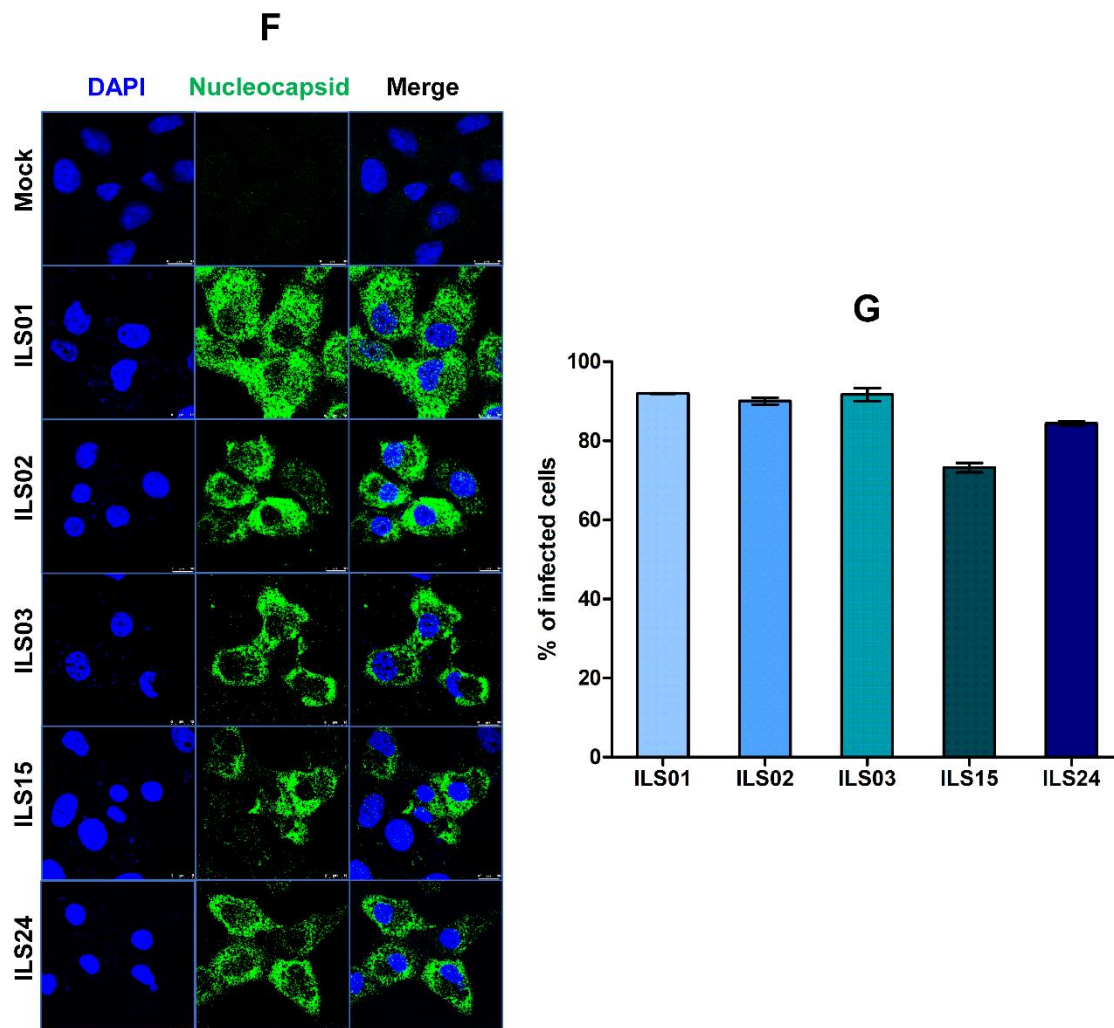 F
DAPI Nucleocapsid Merge
Mock
ILS01
ILS02
ILS03
ILS15
ILS24
G
% of infected cells
100
80
60
40
20
0
ILS01 ILS02 ILS03 ILS15 ILS24